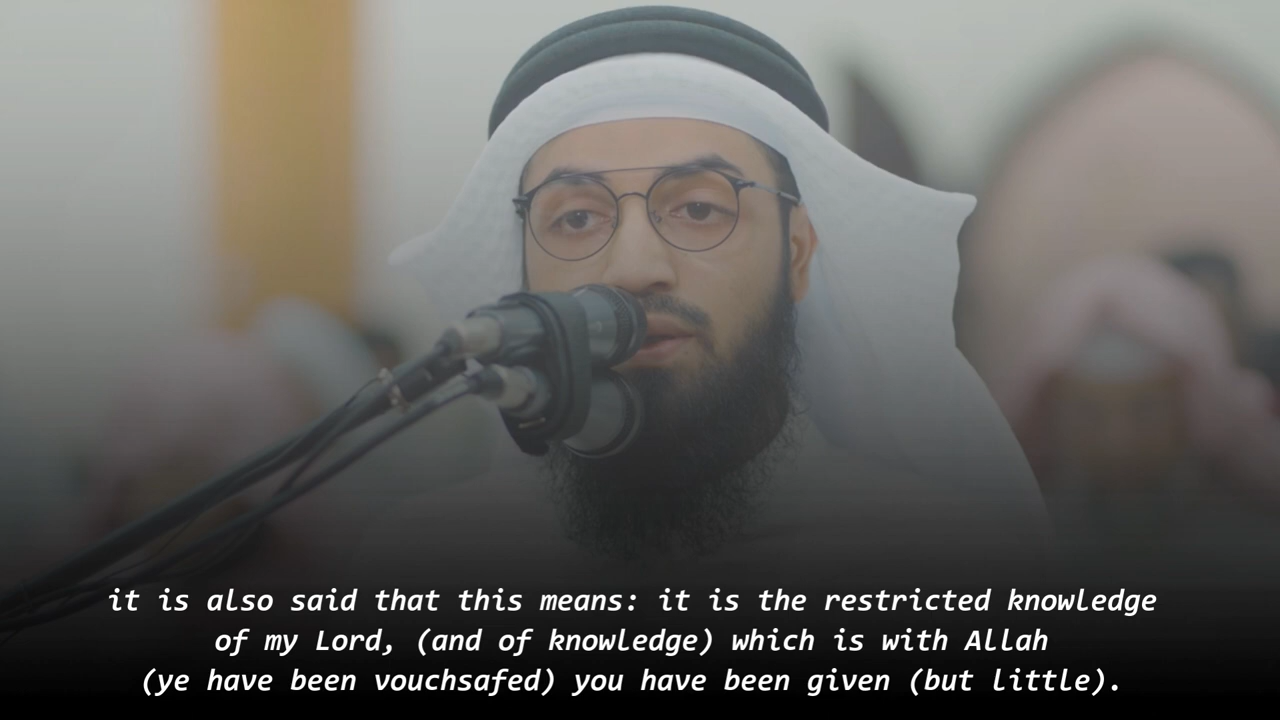 it is also said that this means: it is the restricted knowledge
of my Lord, (and of knowledge) which is with Allah
(ye have been vouchsafed) you have been given (but little).